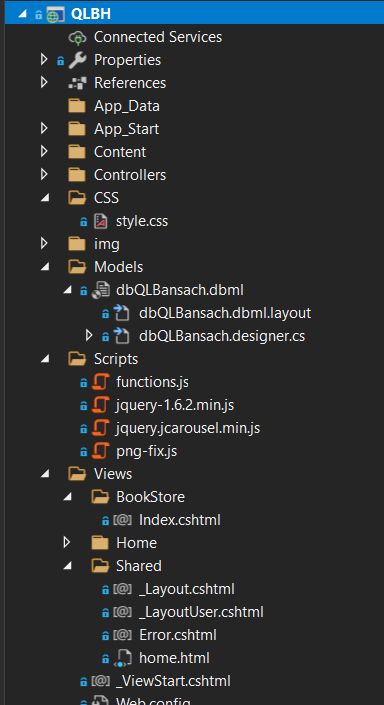 QLBH
Connected Services
Properties
References
App_Data
App_Start
Content
Controllers
CSS
style.css
img
Models
dbQLBansach.dbml
dbQLBansach.dbml.layout
dbQLBansach.designer.cs
Scripts
functions.js
jquery-1.6.2.min.js
jquery.jcarousel.min.js
png-fix.js
Views
BookStore
[@] Index.cshtml
Home
Shared
[@] _Layout.cshtml
[@] _LayoutUser.cshtml
[@] Error.cshtml
home.html
[@] _ViewStart.cshtml
Web.config